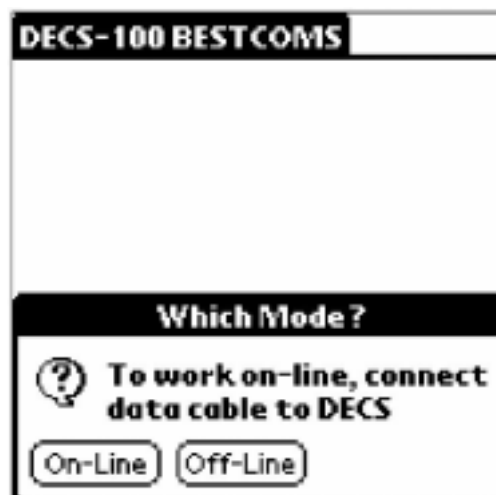 DECS-100 BESTCOMS
Which Mode?
To work on-line, connect
data cable to DECS
On-Line Off-Line